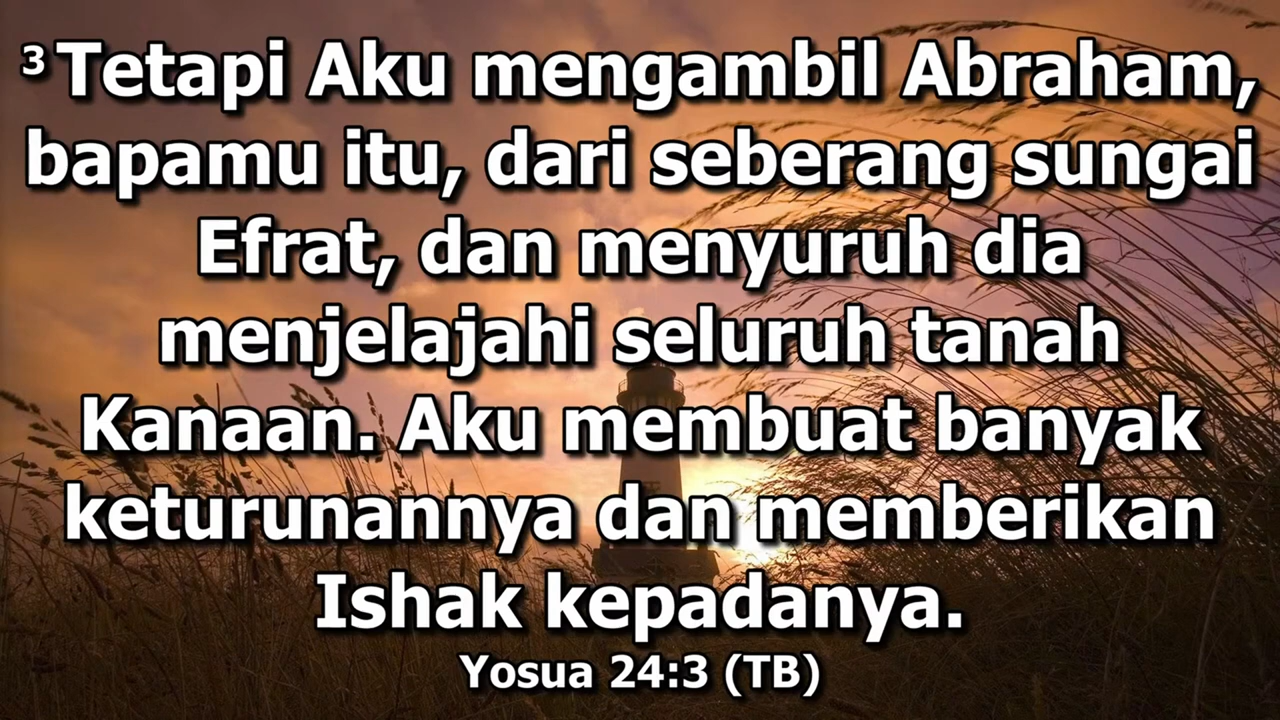 ³Tetapi Aku mengambil Abraham,
bapamu itu, dari seberang sungai
Efrat, dan menyuruh dia
menjelajahi seluruh tanah
Kanaan. Aku membuat banyak
keturunannya dan memberikan
Ishak kepadanya.
Yosua 24:3 (TB)